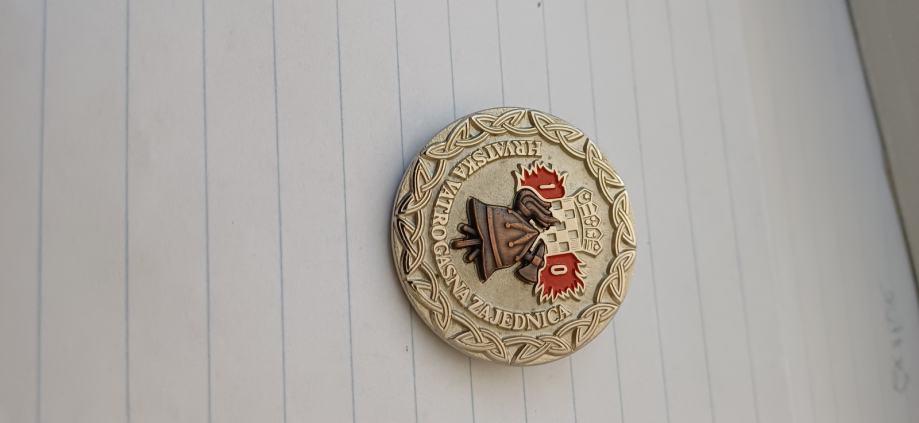 HRVATSKA VATROGASNA ZAJEDNICA